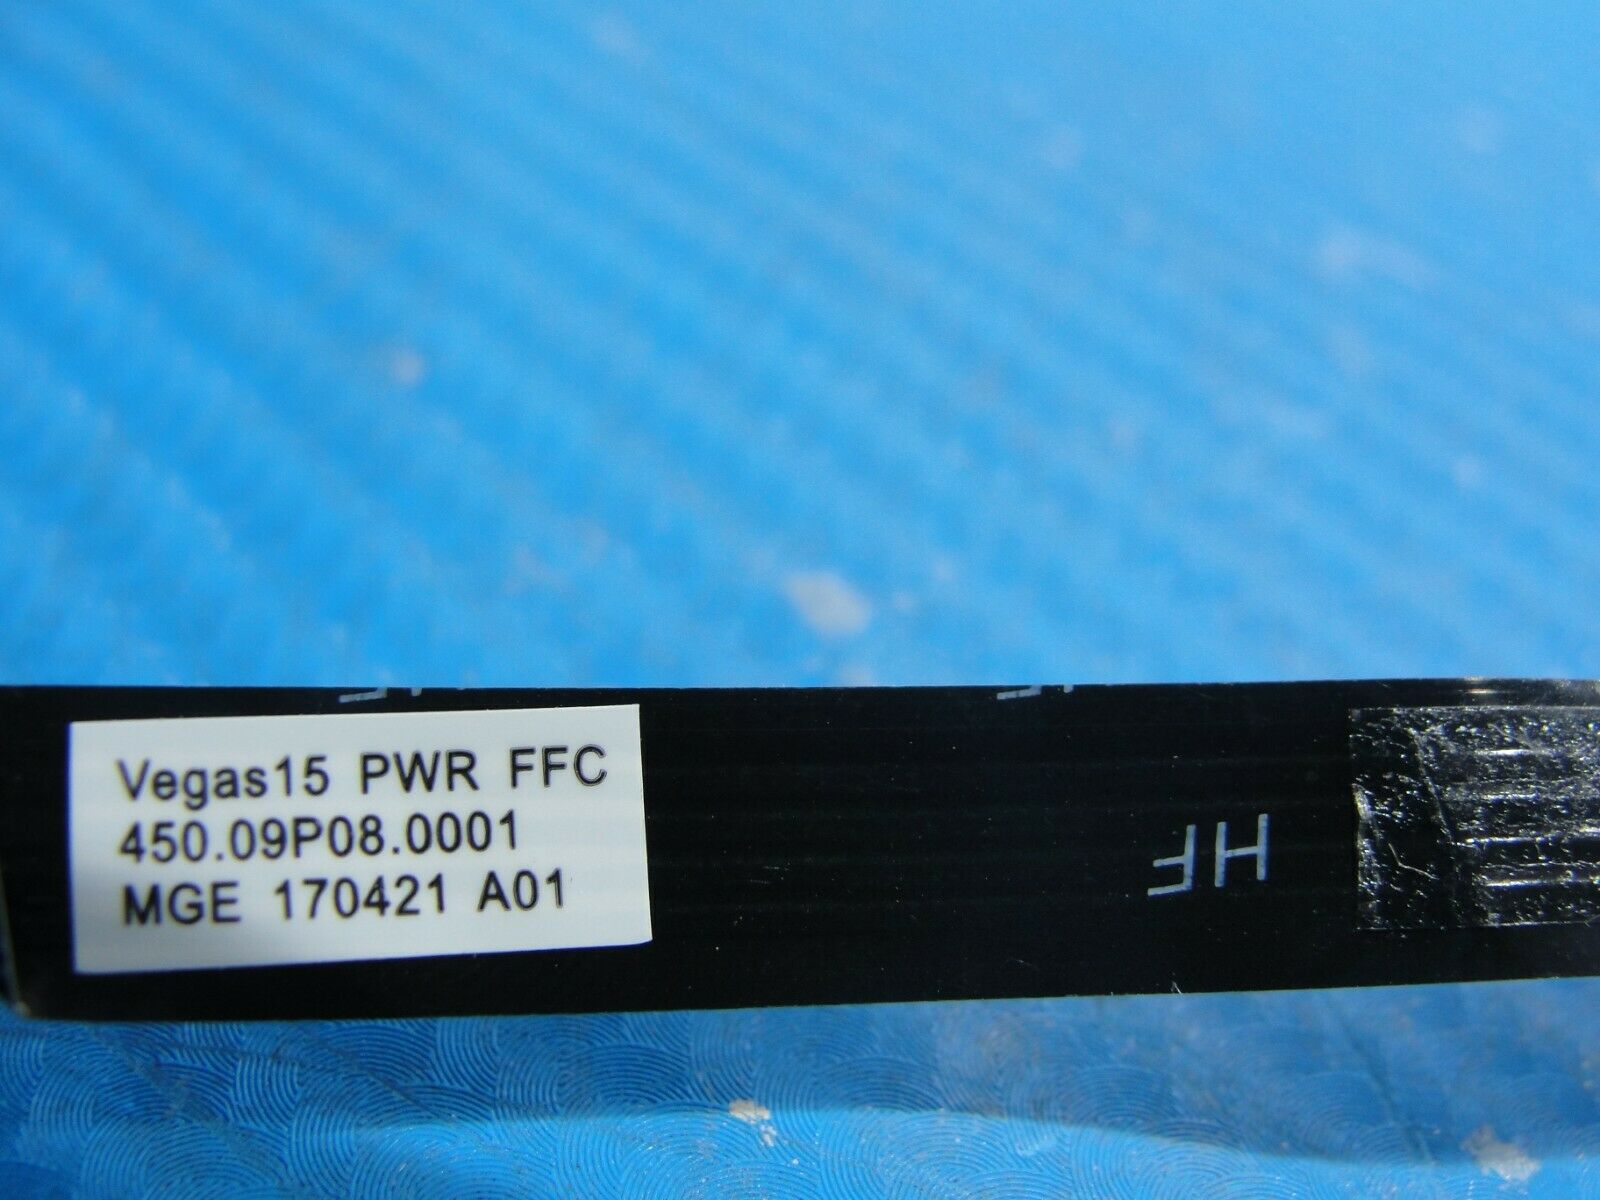 Vegas15 PWR FFC
450.09P08.0001
MGE 170421 A01
HF